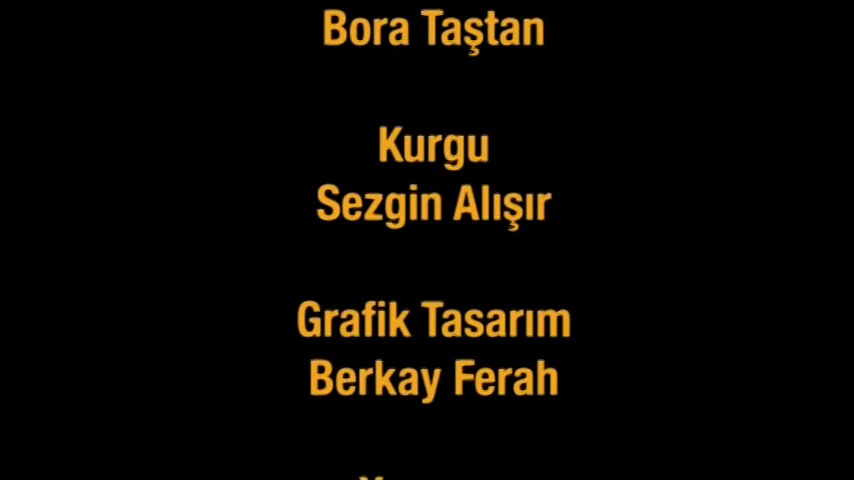 Bora Taştan
Kurgu
Sezgin Alışır
Grafik Tasarım
Berkay Ferah